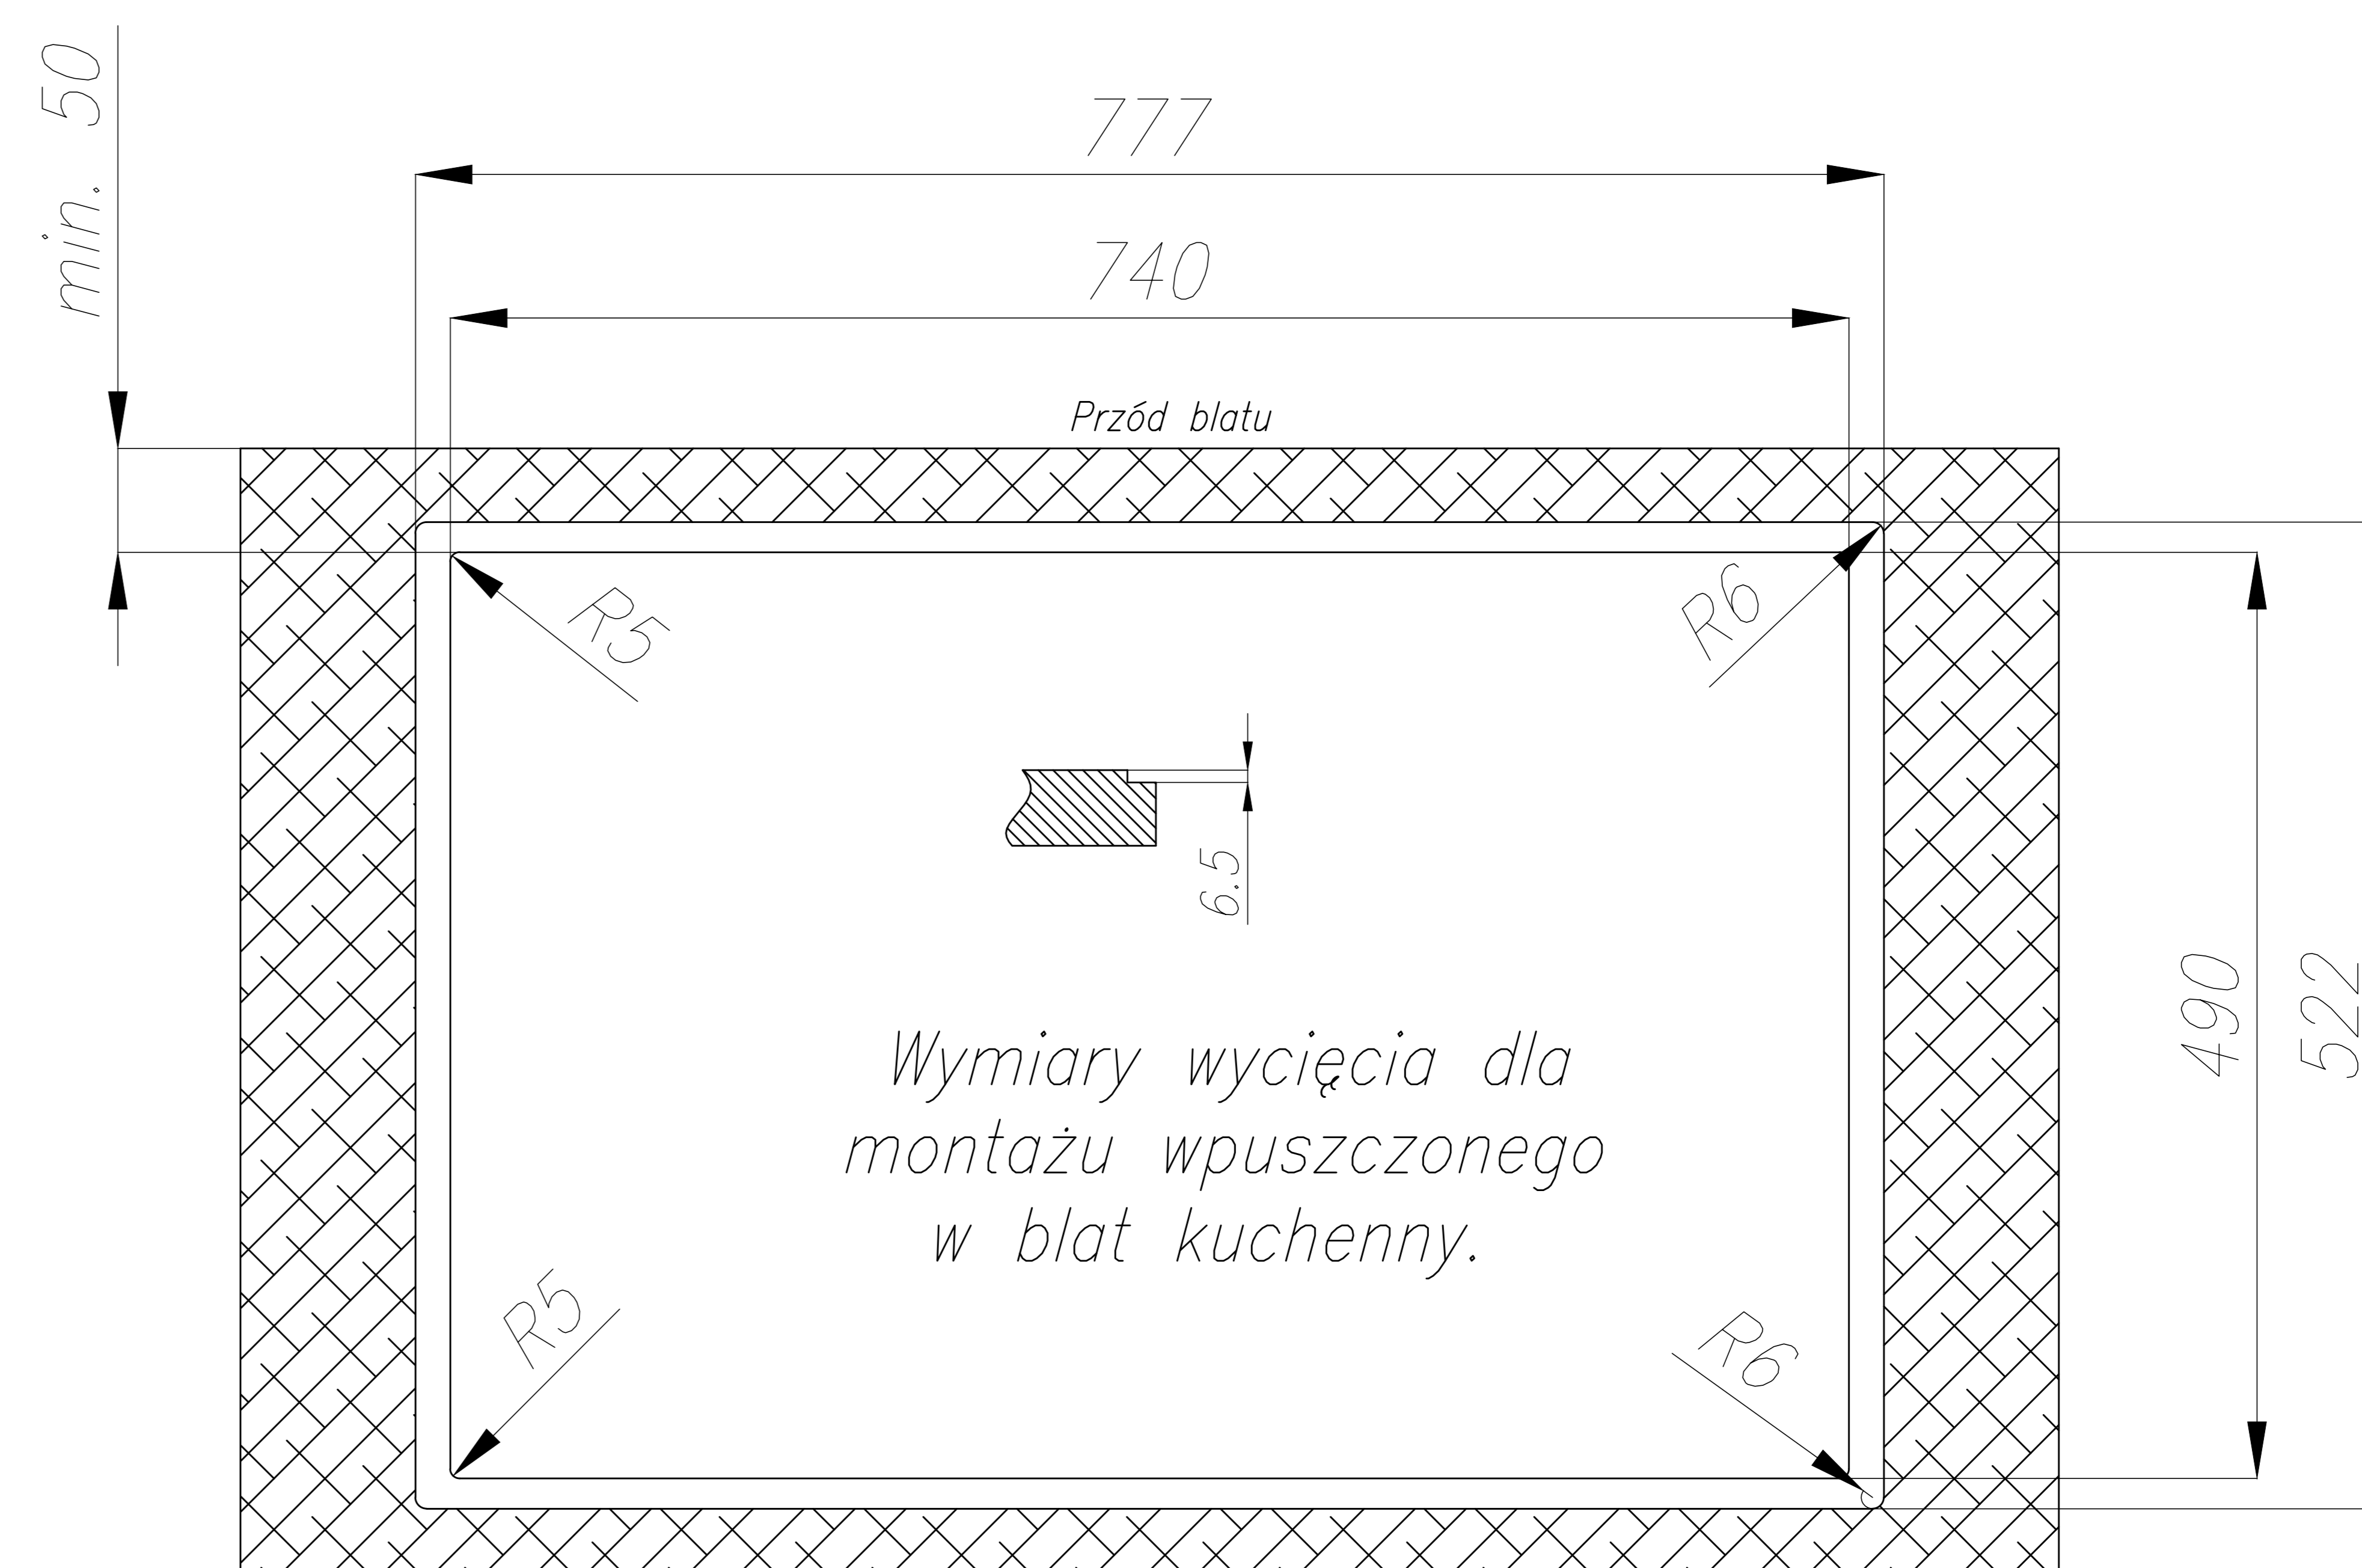 min. 50
777
740
Przód blatu
R5
R6
6.5
490
522
Wymiary wycięcia dla
montażu wpuszczonego
w blat kuchenny.
R5
R6